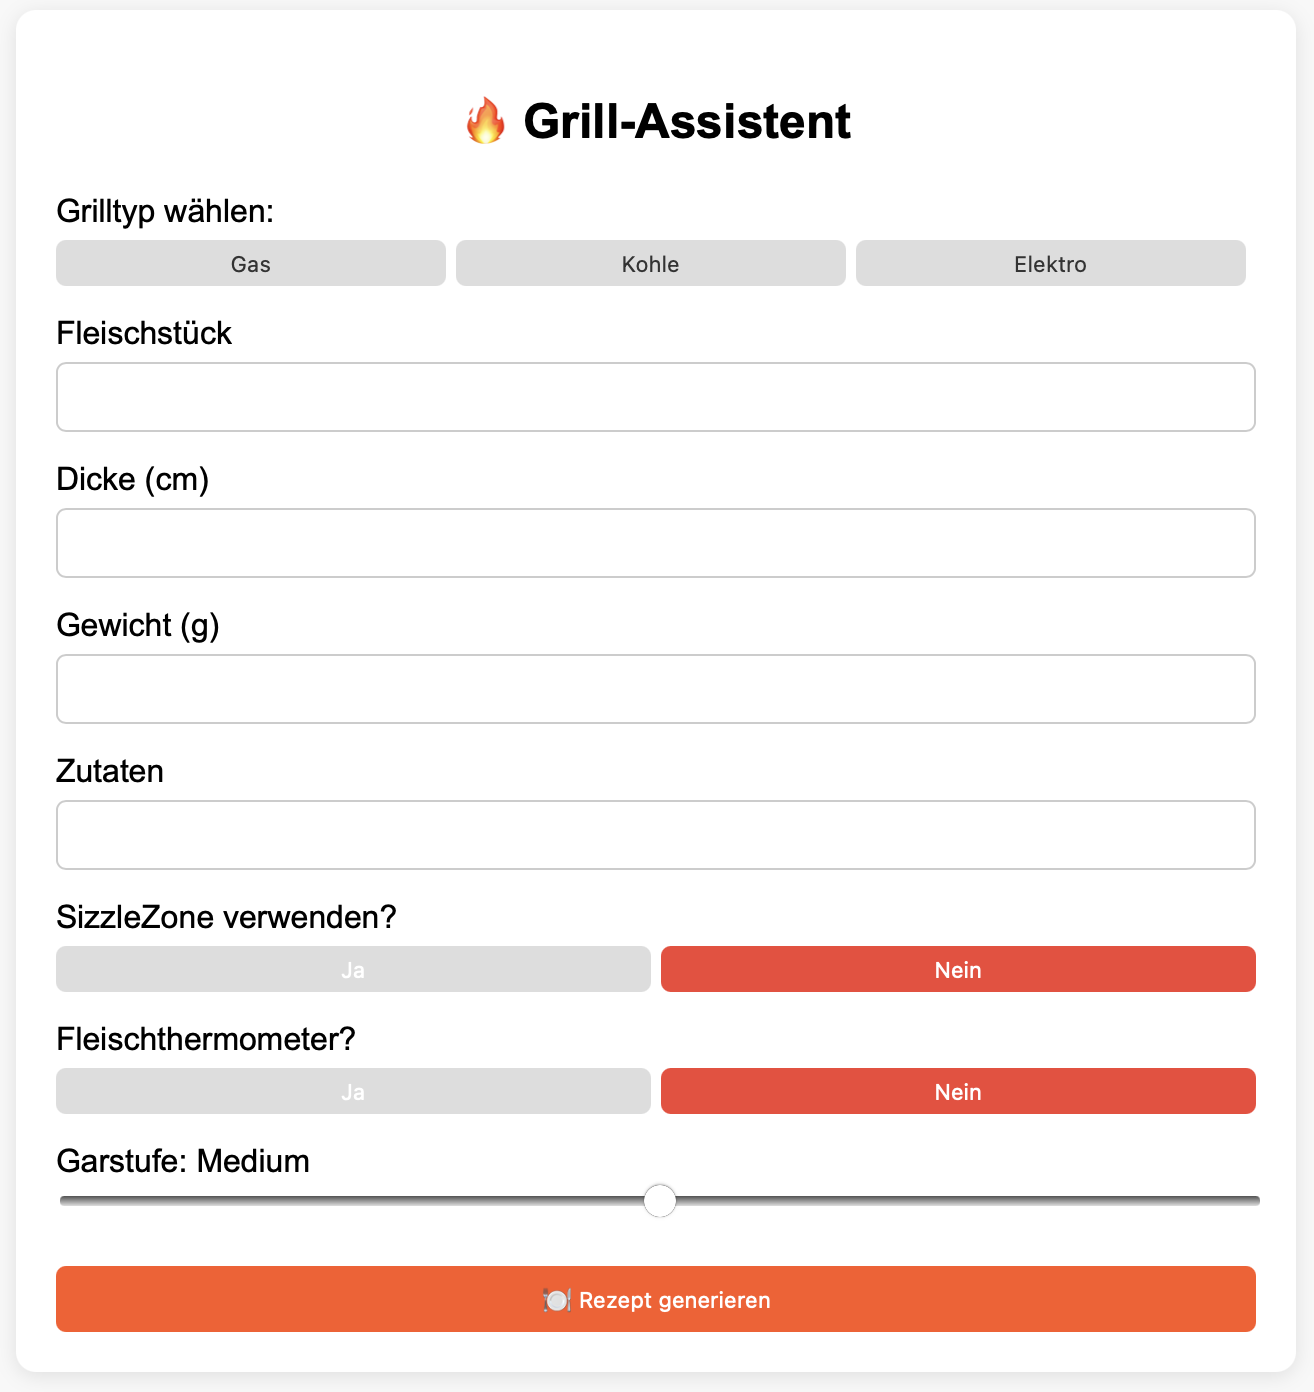 🔥 Grill-Assistent
Grilltyp wählen:
Gas Kohle Elektro
Fleischstück
Dicke (cm)
Gewicht (g)
Zutaten
SizzleZone verwenden?
Ja Nein
Fleischthermometer?
Ja Nein
Garstufe: Medium
🍽️ Rezept generieren